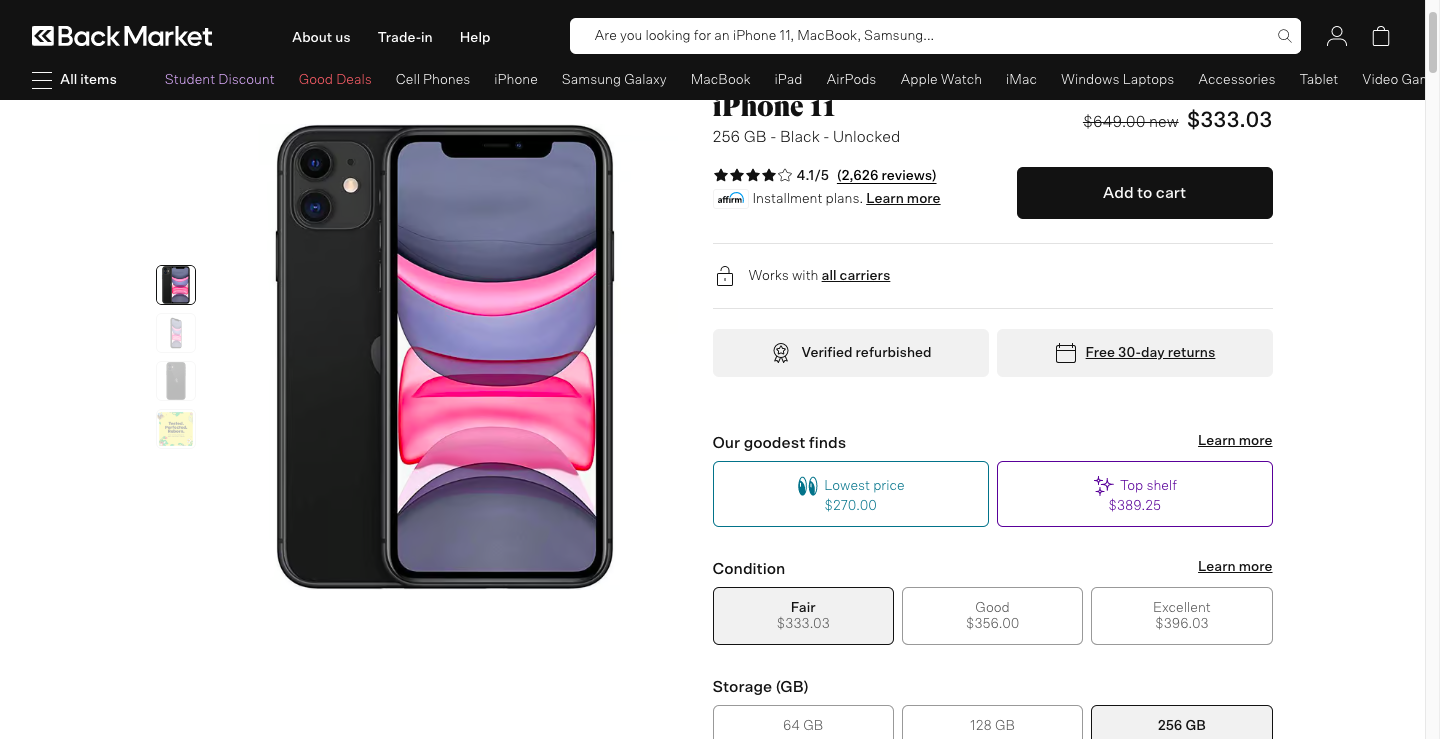 Back Market
About us
Trade-in
Help
Are you looking for an iPhone 11, MacBook, Samsung...
All items
Student Discount
Good Deals
Cell Phones
iPhone
Samsung Galaxy
MacBook
iPad
AirPods
Apple Watch
iMac
Windows Laptops
Accessories
Tablet
Video Gam
iPhone 11
$649.00 new $333.03
256 GB - Black - Unlocked
4.1/5 (2,626 reviews)
affirm Installment plans. Learn more
Add to cart
Works with all carriers
Verified refurbished
Free 30-day returns
Our goodest finds
Learn more
Lowest price
$270.00
Top shelf
$389.25
Condition
Learn more
Fair
$333.03
Good
$356.00
Excellent
$396.03
Storage (GB)
64 GB
128 GB
256 GB